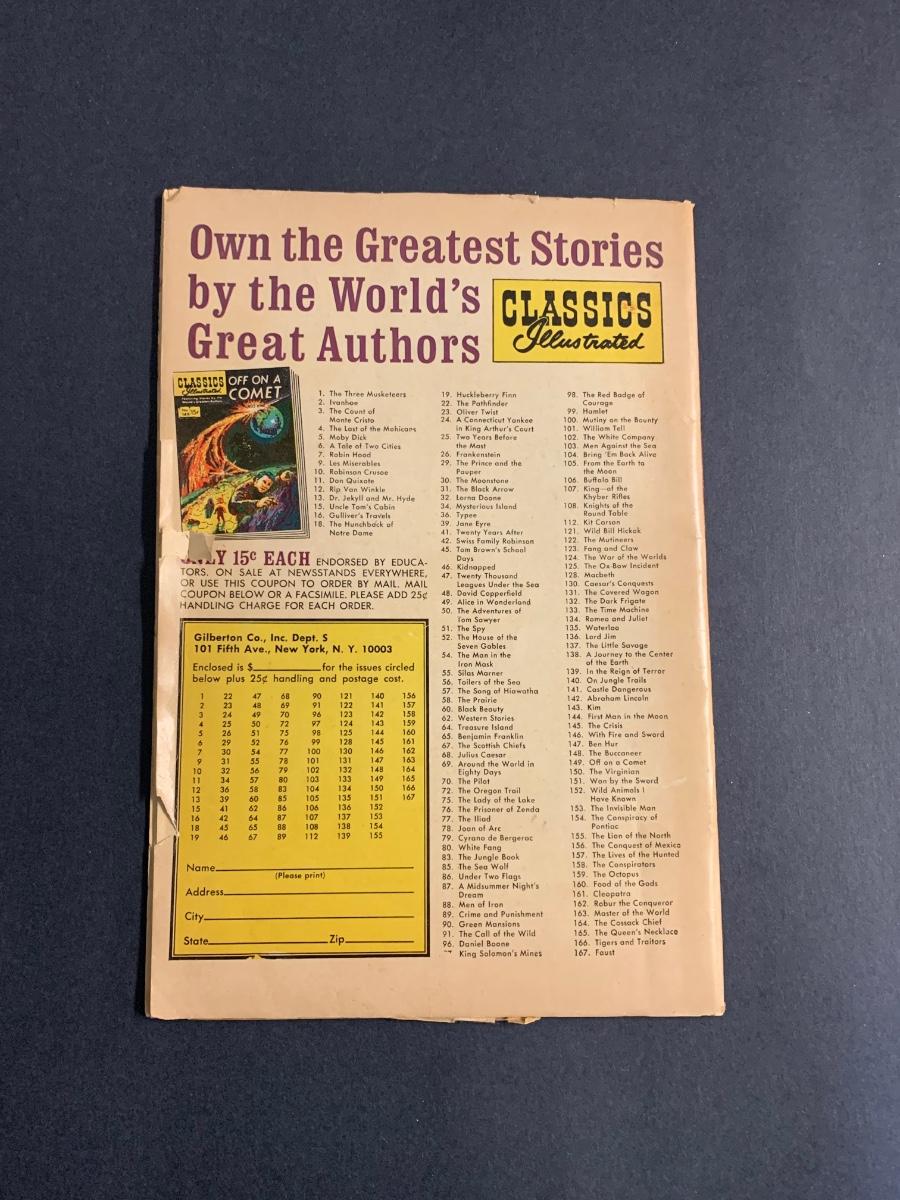 Own the Greatest Stories
by the World's
Great Authors
CLASSICS
Illustrated
CLASSICS
Illustrated
OFF ON A
COMET
1. The Three Musketeers
2. Ivanhoe
3. The Count of
Monte Cristo
4. The Last of the Mohicans
5. Moby Dick
6. A Tale of Two Cities
7. Robin Hood
9. Les Miserables
10. Robinson Crusoe
11. Don Quixote
12. Rip Van Winkle
13. Dr. Jekyll and Mr. Hyde
15. Uncle Tom's Cabin
16. Gulliver's Travels
18. The Hunchback of
Notre Dame
ONLY 15¢ EACH ENDORSED BY EDUCA-
TORS. ON SALE AT NEWSSTANDS EVERYWHERE,
OR USE THIS COUPON TO ORDER BY MAIL. MAIL
COUPON BELOW OR A FACSIMILE. PLEASE ADD 25¢
HANDLING CHARGE FOR EACH ORDER.
Gilberton Co., Inc. Dept. S
101 Fifth Ave., New York, N. Y. 10003
Enclosed is $ for the issues circled
below plus 25¢ handling and postage cost.
1 22 47 68 90 121 140 156
2 23 48 69 91 122 141 157
3 24 49 70 96 123 142 158
4 25 50 72 97 124 143 159
5 26 51 75 98 125 144 160
6 29 52 76 99 128 145 161
7 30 54 77 100 130 146 162
9 31 55 78 101 131 147 163
10 32 56 79 102 132 148 164
11 34 57 80 103 133 149 165
12 36 58 83 104 134 150 166
13 39 60 85 105 135 151 167
15 41 62 86 106 136 152
16 42 64 87 107 137 153
18 45 65 88 108 138 154
19 46 67 89 112 139 155
Name
(Please print)
Address
City
State Zip
19. Huckleberry Finn
22. The Pathfinder
23. Oliver Twist
24. A Connecticut Yankee
in King Arthur's Court
25. Two Years Before
the Mast
26. Frankenstein
29. The Prince and the
Pauper
30. The Moonstone
31. The Black Arrow
32. Lorna Doone
34. Mysterious Island
36. Typee
39. Jane Eyre
41. Twenty Years After
42. Swiss Family Robinson
45. Tom Brown's School
Days
46. Kidnapped
47. Twenty Thousand
Leagues Under the Sea
48. David Copperfield
49. Alice in Wonderland
50. The Adventures of
Tom Sawyer
51. The Spy
52. The House of the
Seven Gables
54. The Man in the
Iron Mask
55. Silas Marner
56. Toilers of the Sea
57. The Song of Hiawatha
58. The Prairie
60. Black Beauty
62. Western Stories
64. Treasure Island
65. Benjamin Franklin
67. The Scottish Chiefs
68. Julius Caesar
69. Around the World in
Eighty Days
70. The Pilot
72. The Oregon Trail
75. The Lady of the Lake
76. The Prisoner of Zenda
77. The Iliad
78. Joan of Arc
79. Cyrano de Bergerac
80. White Fang
83. The Jungle Book
85. The Sea Wolf
86. Under Two Flags
87. A Midsummer Night's
Dream
88. Men of Iron
89. Crime and Punishment
90. Green Mansions
91. The Call of the Wild
96. Daniel Boone
King Solomon's Mines
98. The Red Badge of
Courage
99. Hamlet
100. Mutiny on the Bounty
101. William Tell
102. The White Company
103. Men Against the Sea
104. Bring 'Em Back Alive
105. From the Earth to
the Moon
106. Buffalo Bill
107. King—of the
Khyber Rifles
108. Knights of the
Round Table
112. Kit Carson
121. Wild Bill Hickok
122. The Mutineers
123. Fang and Claw
124. The War of the Worlds
125. The Ox-Bow Incident
128. Macbeth
130. Caesar's Conquests
131. The Covered Wagon
132. The Dark Frigate
133. The Time Machine
134. Romeo and Juliet
135. Waterloo
136. Lord Jim
137. The Little Savage
138. A Journey to the Center
of the Earth
139. In the Reign of Terror
140. On Jungle Trails
141. Castle Dangerous
142. Abraham Lincoln
143. Kim
144. First Man in the Moon
145. The Crisis
146. With Fire and Sword
147. Ben Hur
148. The Buccaneer
149. Off on a Comet
150. The Virginian
151. Won by the Sword
152. Wild Animals I
Have Known
153. The Invisible Man
154. The Conspiracy of
Pontiac
155. The Lion of the North
156. The Conquest of Mexico
157. The Lives of the Hunted
158. The Conspirators
159. The Octopus
160. Food of the Gods
161. Cleopatra
162. Robur the Conqueror
163. Master of the World
164. The Cossack Chief
165. The Queen's Necklace
166. Tigers and Traitors
167. Faust